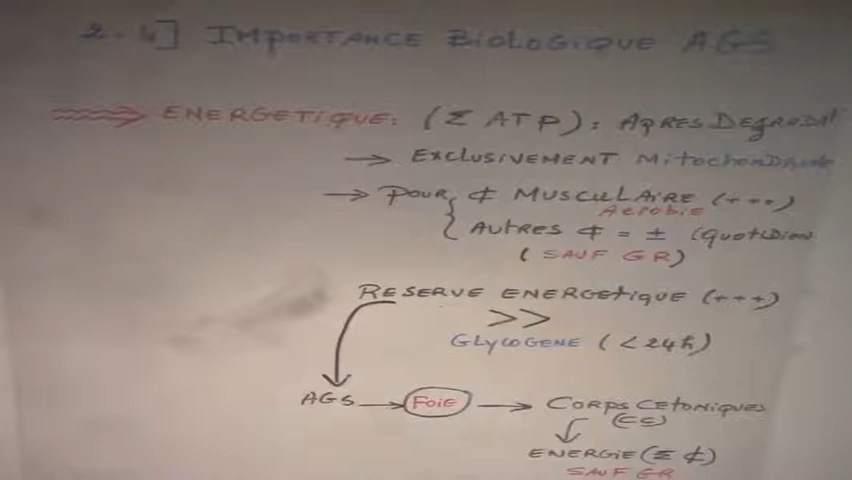 2-4] IMPORTANCE BIOLOGIQUE AGS
ENERGETIQUE: (Σ ATP): APRES DEGRADAT°
→ EXCLUSIVEMENT MITOCHONDRIALE
→ POUR ₵ MUSCULAIRE (+++)
Aerobie
AUTRES ₵ = ± (QUOTIDIEN
(SAUF GR)
RESERVE ENERGETIQUE (+++)
>>
GLYCOGENE (<24h)
AGS → FOIE → CORPS CETONIQUES
(CC)
ENERGIE (Σ ₵)
SAUF GR